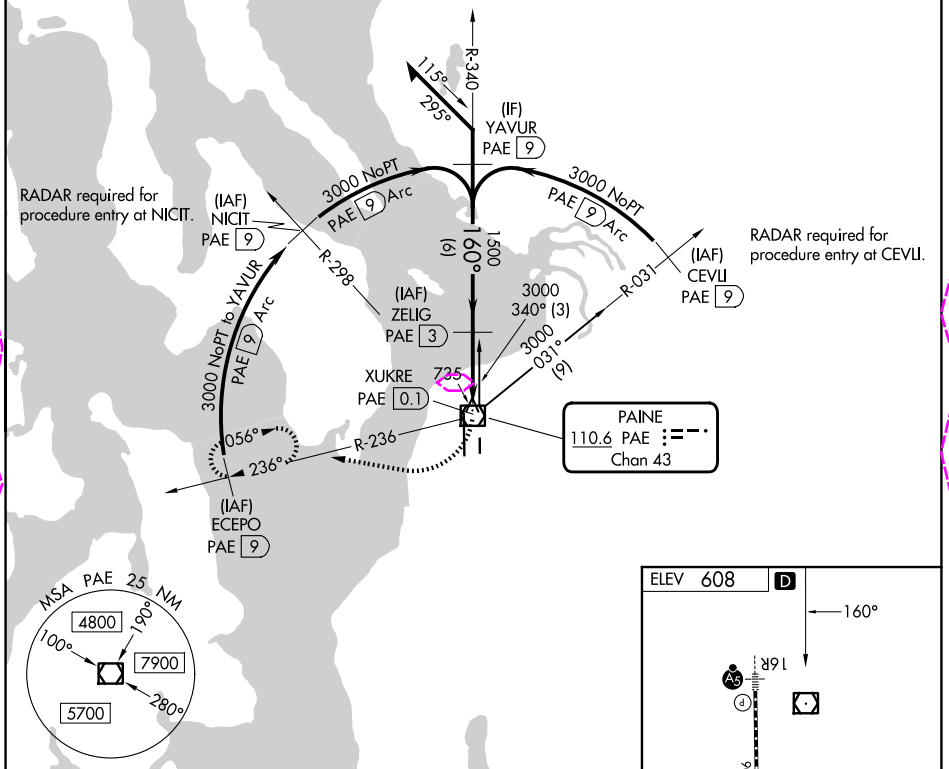 R-340
115°
295°
(IF)
YAVUR
PAE 9
3000 NoPT
PAE 9 Arc
3000 NoPT
PAE 9 Arc
RADAR required for
procedure entry at NICIT.
(IAF)
NICIT
PAE 9
R-298
1500
160°
(6)
RADAR required for
procedure entry at CEVLI.
(IAF)
CEVLI
PAE 9
R-031
3000 NoPT to YAVUR
PAE 9 Arc
(IAF)
ZELIG
PAE 3
3000
340° (3)
3000
031°
(9)
XUKRE
PAE 0.1
735
PAINE
110.6 PAE
Chan 43
056°
236°
R-236
(IAF)
ECEPO
PAE 9
MSA PAE 25 NM
4800
190°
100°
7900
280°
5700
ELEV 608 D
160°
16R
A5
P